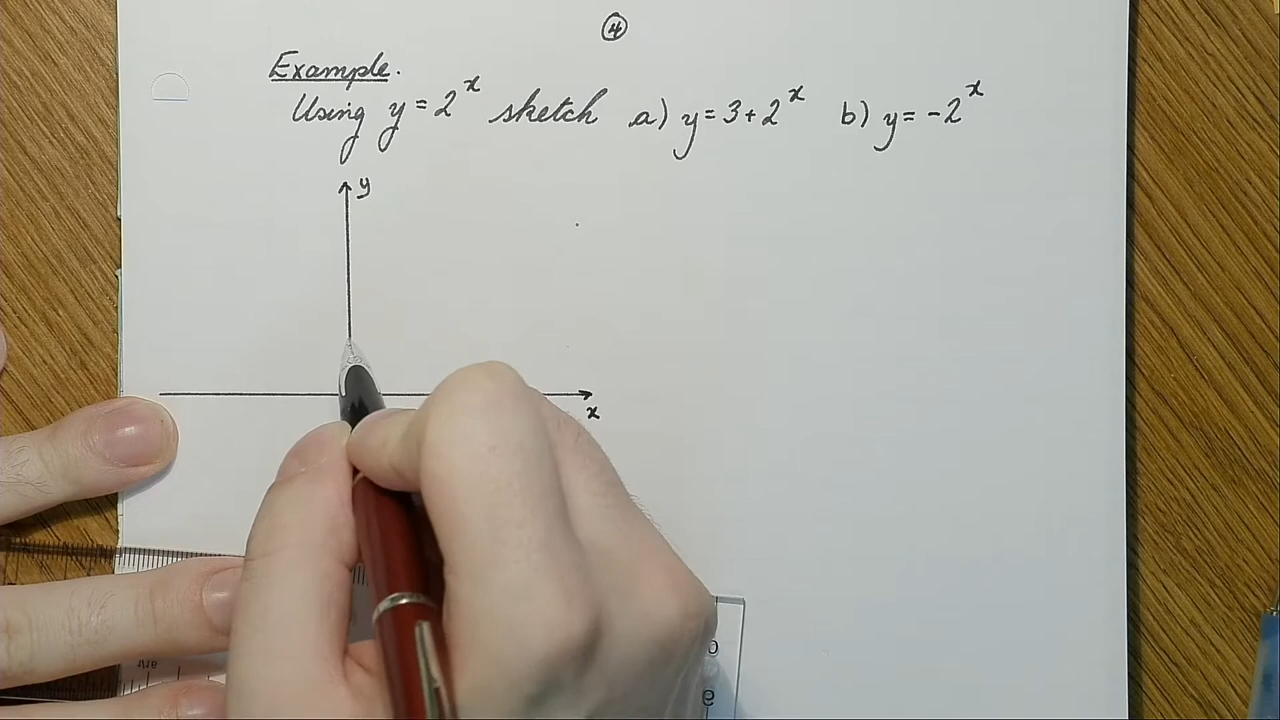 ④
Example.
Using y = 2^x sketch a) y = 3 + 2^x b) y = -2^x
y
x